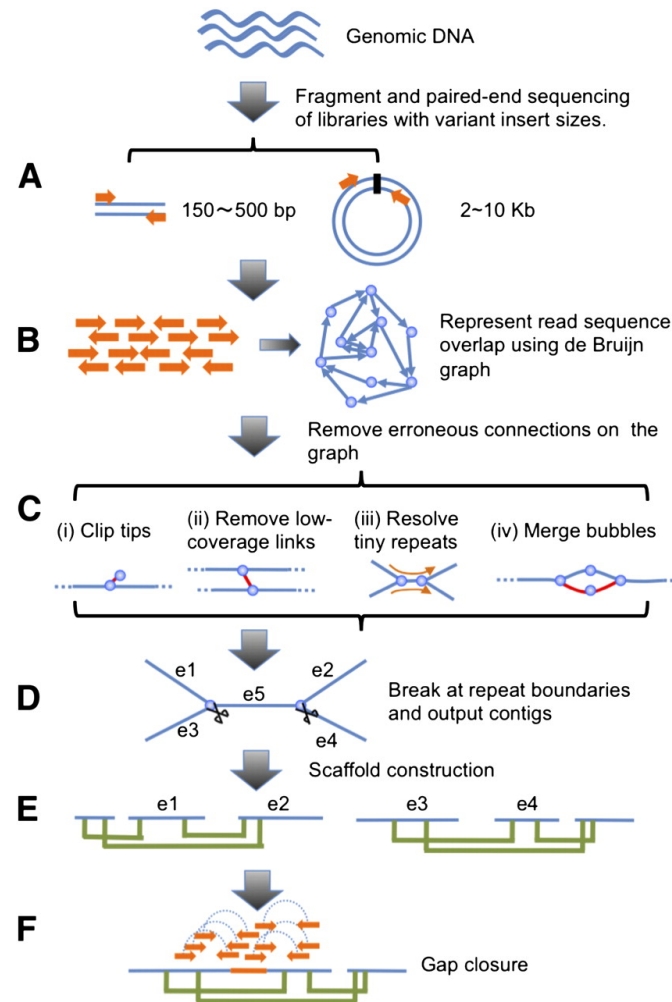 Genomic DNA
Fragment and paired-end sequencing
of libraries with variant insert sizes.
A
150～500 bp
2~10 Kb
B
Represent read sequence
overlap using de Bruijn
graph
Remove erroneous connections on the
graph
C
(i) Clip tips
(ii) Remove low-
coverage links
(iii) Resolve
tiny repeats
(iv) Merge bubbles
D
e1
e2
e5
e3
e4
Break at repeat boundaries
and output contigs
Scaffold construction
E
e1
e2
e3
e4
F
Gap closure